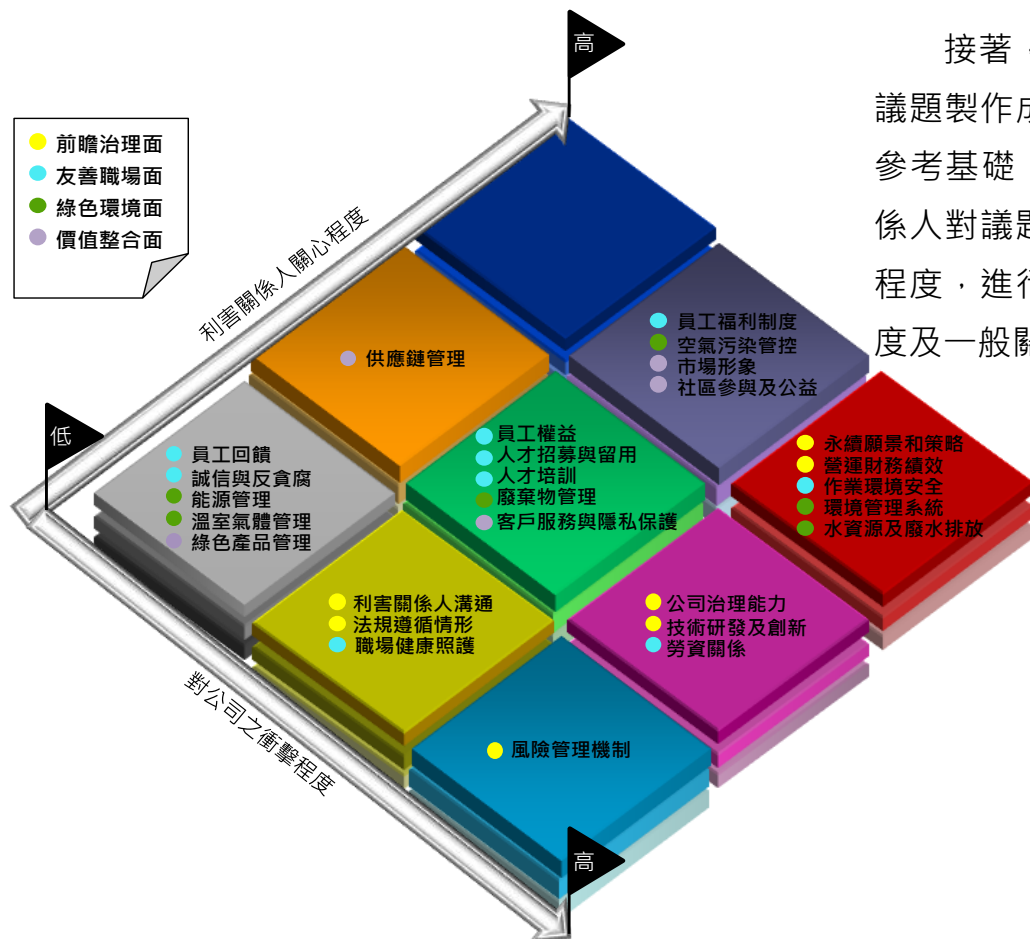 高
接著，
議題製作成
參考基礎
係人對議題
程度，進行
度及一般關
前瞻治理面
友善職場面
綠色環境面
價值整合面
利害關係人關心程度
低
員工福利制度
空氣污染管控
市場形象
社區參與及公益
供應鏈管理
員工權益
人才招募與留用
人才培訓
廢棄物管理
客戶服務與隱私保護
永續願景和策略
營運財務績效
作業環境安全
環境管理系統
水資源及廢水排放
員工回饋
誠信與反貪腐
能源管理
溫室氣體管理
綠色產品管理
利害關係人溝通
法規遵循情形
職場健康照護
公司治理能力
技術研發及創新
勞資關係
對公司之衝擊程度
風險管理機制
高